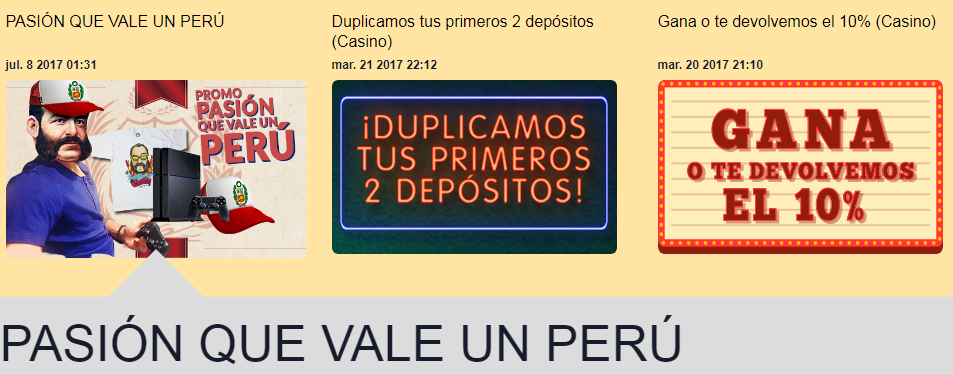 PASIÓN QUE VALE UN PERÚ
jul. 8 2017 01:31
PROMO
PASIÓN
QUE VALE UN
PERÚ
Duplicamos tus primeros 2 depósitos
(Casino)
mar. 21 2017 22:12
¡DUPLICAMOS
TUS PRIMEROS
2 DEPÓSITOS!
Gana o te devolvemos el 10% (Casino)
mar. 20 2017 21:10
GANA
O TE DEVOLVEMOS
EL 10%
PASIÓN QUE VALE UN PERÚ